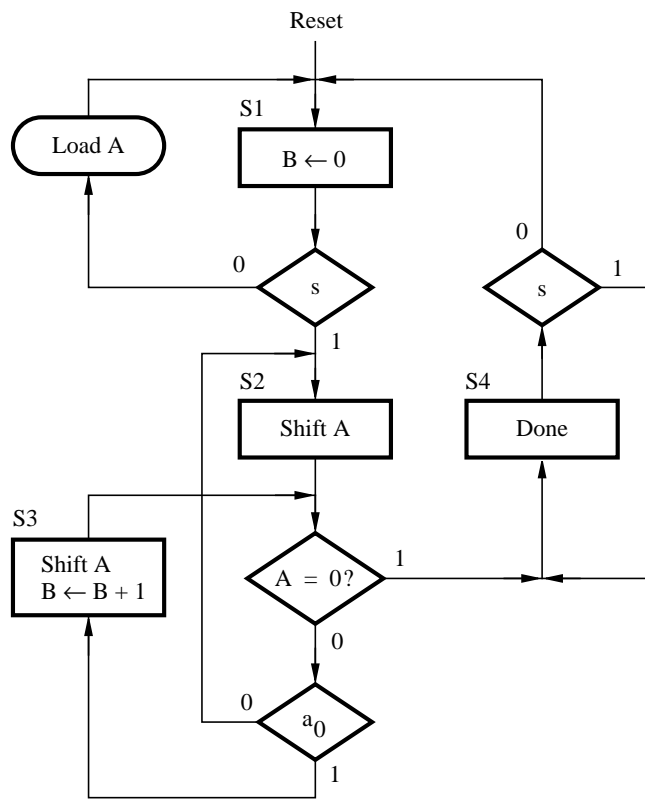 Reset
S1
Load A
B ← 0
0
1
0
s
s
1
S2
S4
Shift A
Done
S3
Shift A
B ← B + 1
A = 0?
1
0
0
a0
1